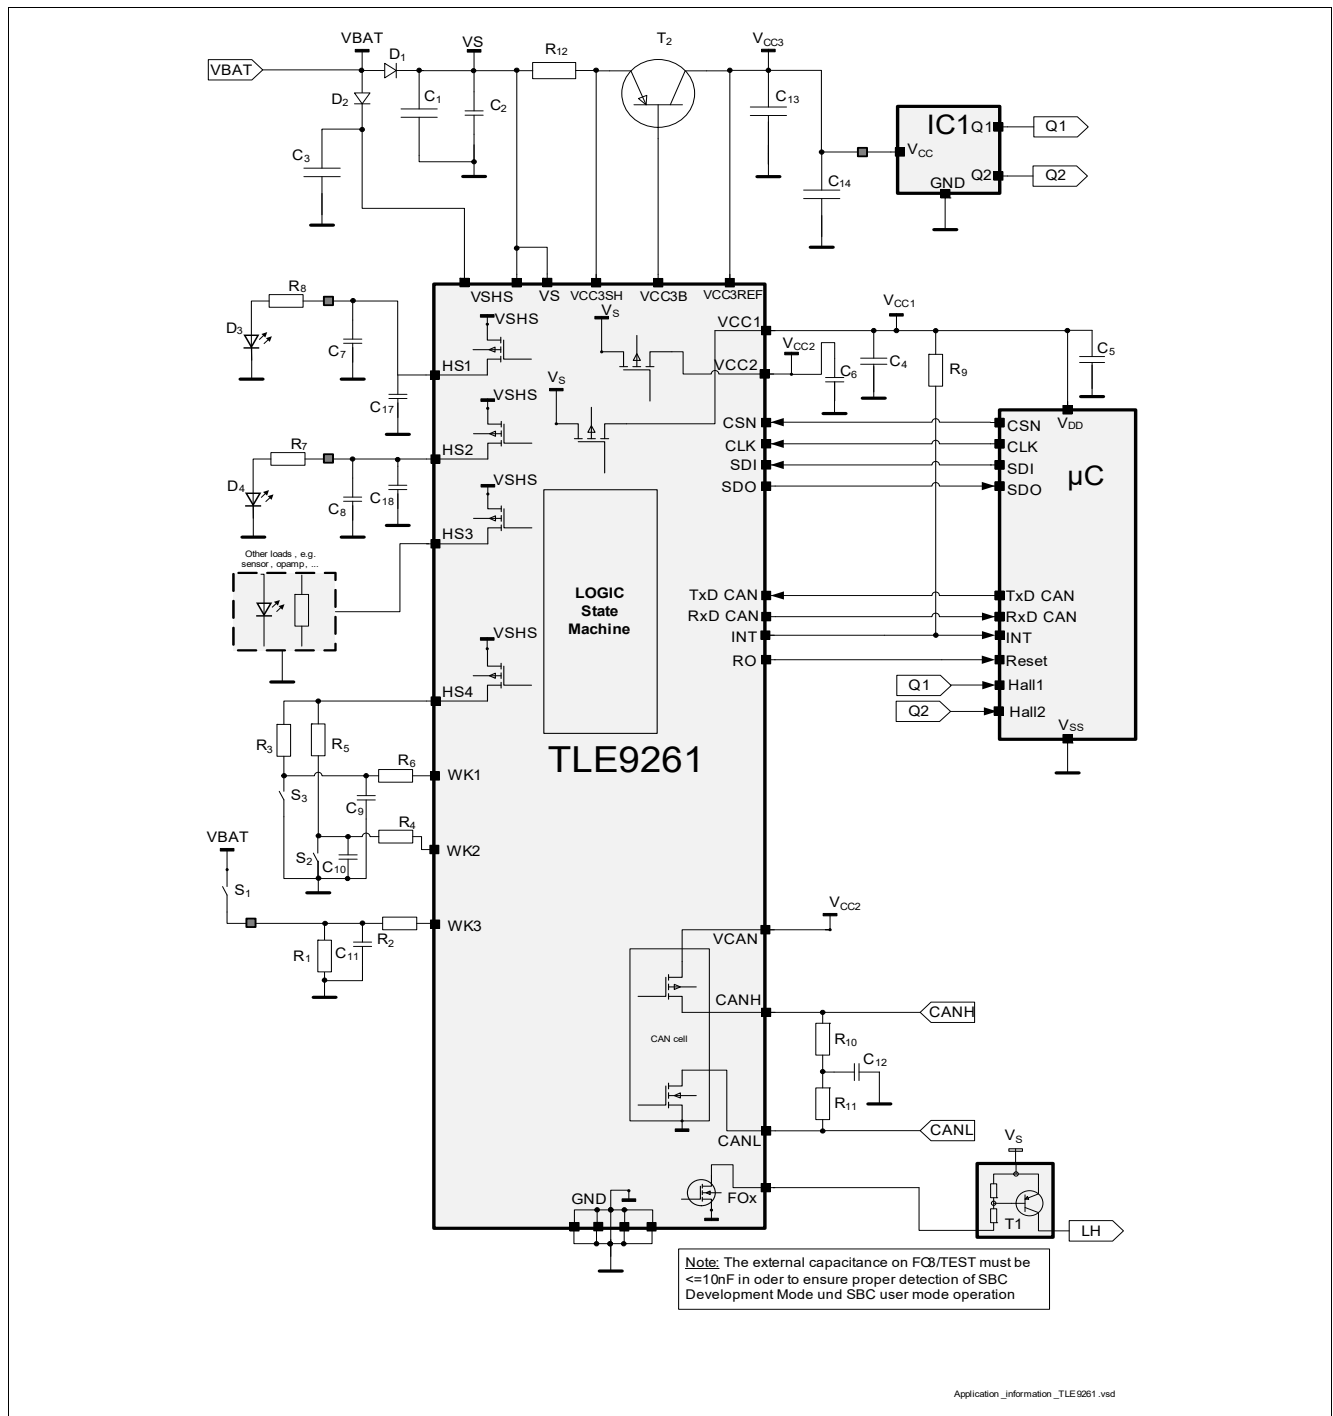 VBAT
VBAT
D1
VS
R12
T2
VCC3
D2
C1
C2
C13
C3
C14
IC1
Q1
Q1
VCC
Q2
Q2
GND
VSHS
VS
VCC3SH
VCC3B
VCC3REF
R8
D3
C7
C17
HS1
VSHS
VS
VS
VCC1
VCC1
VCC2
VCC2
C6
C4
R9
C5
R7
D4
C8
C18
HS2
VSHS
CSN
CLK
SDI
SDO
CSN
VDD
CLK
SDI
SDO
µC
HS3
VSHS
Other loads , e.g.
sensor , opamp, ...
LOGIC
State
Machine
TxD CAN
RxD CAN
INT
RO
TxD CAN
RxD CAN
INT
Reset
Q1
Hall1
Q2
Hall2
VSS
VSHS
HS4
TLE9261
R3
R5
R6
WK1
S3
C9
R4
WK2
S2
C10
VBAT
S1
WK3
R2
R1
C11
VCC2
VCAN
CANH
CANH
CAN cell
R10
C12
R11
CANL
CANL
VS
FOx
T1
LH
GND
Note: The external capacitance on FO3/TEST must be
<=10nF in oder to ensure proper detection of SBC
Development Mode und SBC user mode operation
Application_information_TLE9261.vsd